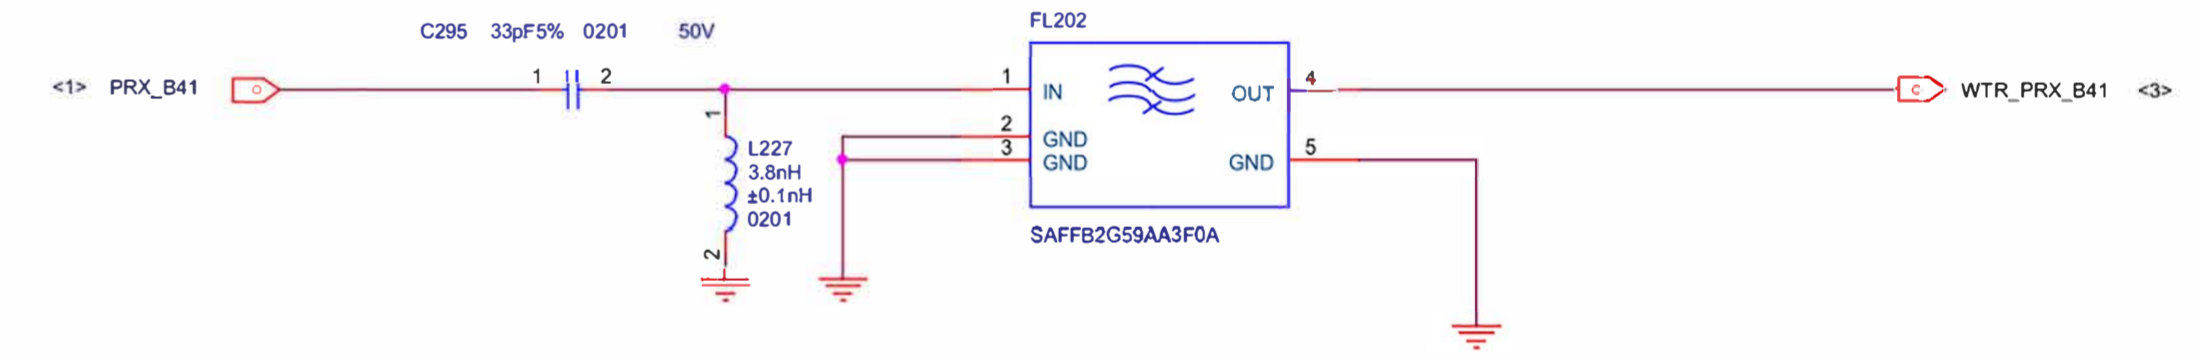 FL202
C295 33pF5% 0201 50V
<1> PRX_B41
1 2
1 IN
OUT 4
WTR_PRX_B41 <3>
1
2 GND
3 GND
GND 5
L227
3.8nH
±0.1nH
0201
2
SAFFB2G59AA3F0A